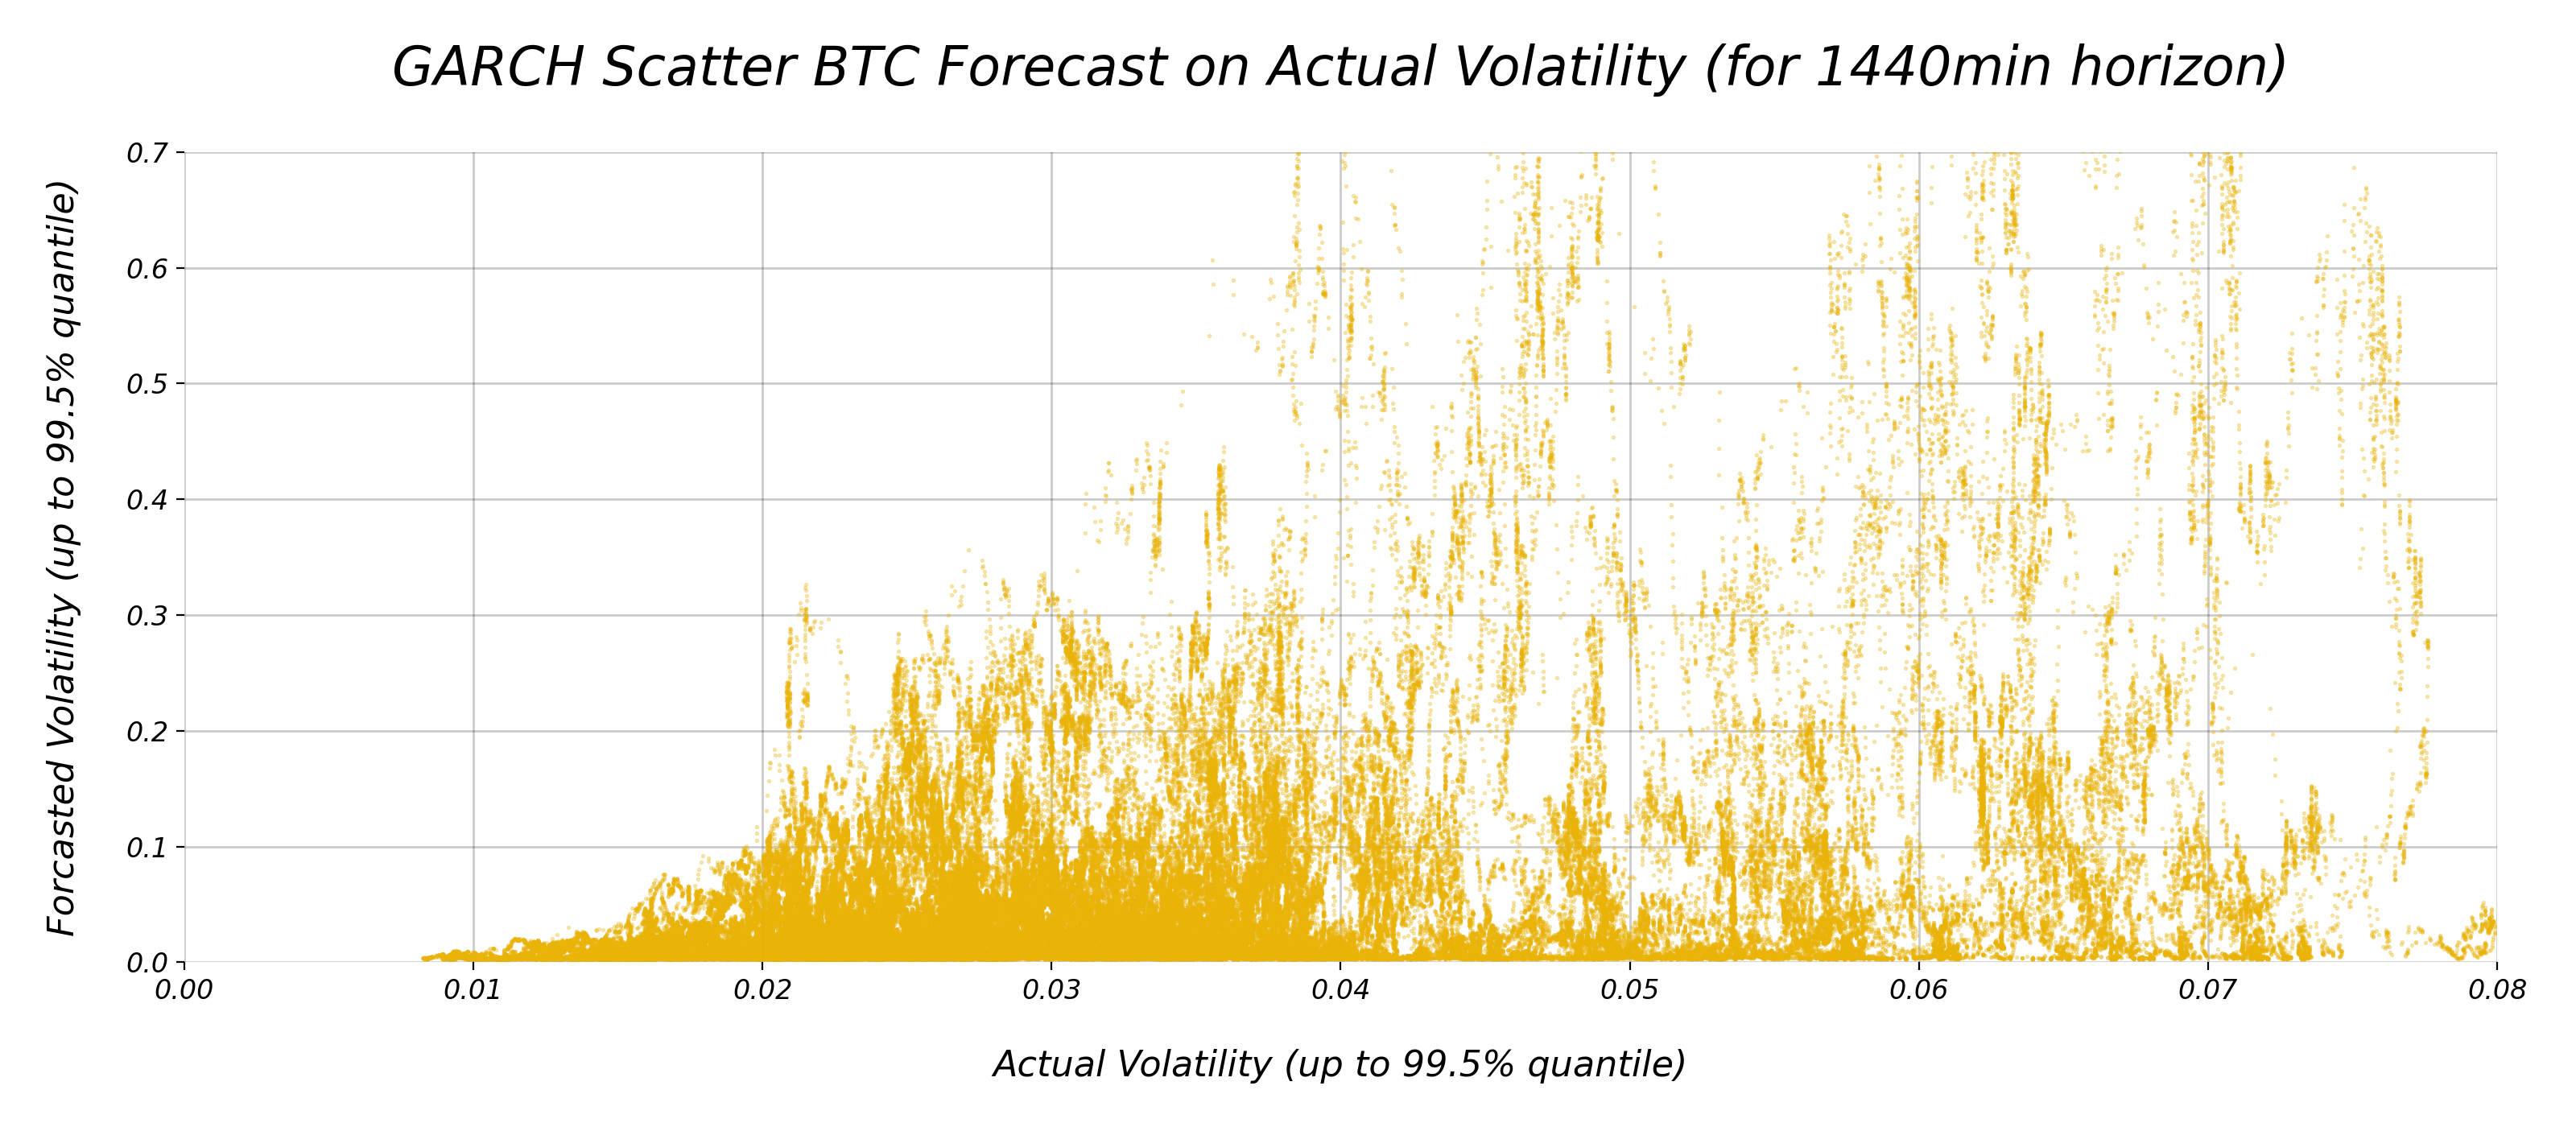 GARCH Scatter BTC Forecast on Actual Volatility (for 1440min horizon)
Forcasted Volatility (up to 99.5% quantile)
0.7
0.6
0.5
0.4
0.3
0.2
0.1
0.0
0.00 0.01 0.02 0.03 0.04 0.05 0.06 0.07 0.08
Actual Volatility (up to 99.5% quantile)